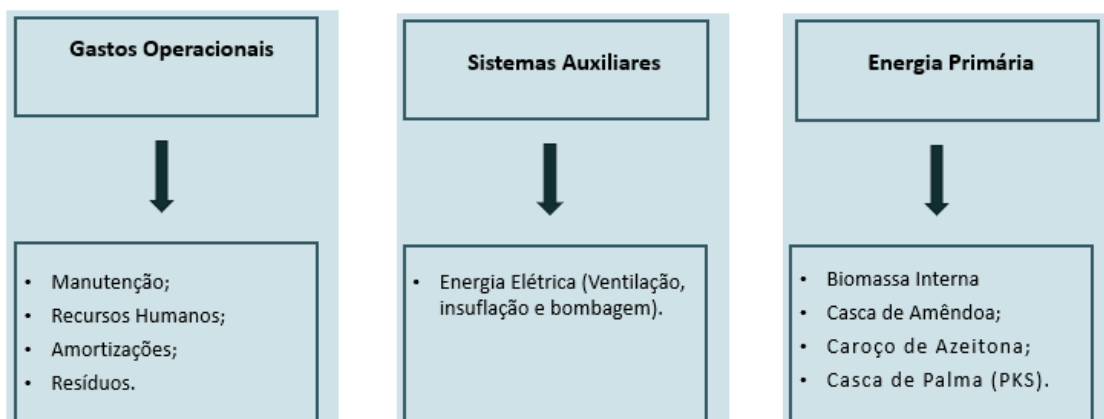 Gastos Operacionais
• Manutenção;
• Recursos Humanos;
• Amortizações;
• Resíduos.
Sistemas Auxiliares
• Energia Elétrica (Ventilação,
insuflação e bombagem).
Energia Primária
• Biomassa Interna
• Casca de Amêndoa;
• Caroço de Azeitona;
• Casca de Palma (PKS).